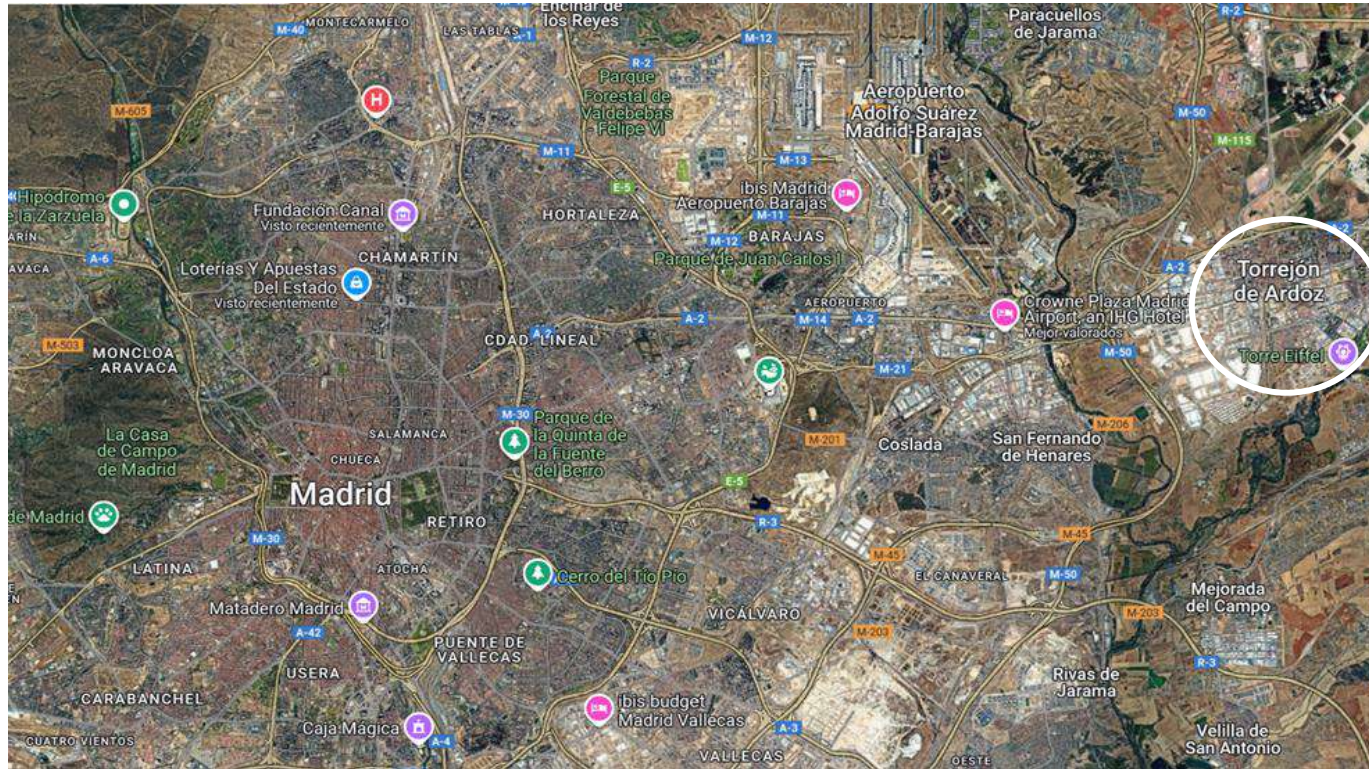 MONTECARMELO
M-40
LAS TABLAS
A-1
Encinar de
los Reyes
M-12
R-2
Paracuellos
de Jarama
R-2
M-605
H
Parque
Forestal de
Valdebebas
- Felipe VI
Aeropuerto
Adolfo Suárez
Madrid-Barajas
M-50
M-115
M-11
M-13
Hipódromo
de la Zarzuela
E-5
ibis Madrid
Aeropuerto Barajas
Fundación Canal
Visto recientemente
HORTALEZA
M-11
M-12
BARAJAS
A-2
A-6
AVACA
CHAMARTÍN
Parque de Juan Carlos I
A-2
Torrejón
de Ardoz
Loterias Y Apuestas
Del Estado
Visto recientemente
AEROPUERTO
Crowne Plaza Madrid
Airport, an IHG Hotel
Mejor valorados
A-2
M-14
A-2
M-503
A-2
CDAD. LINEAL
MONCLOA
- ARAVACA
M-50
Torre Eiffel
M-21
M-30
Parque de
la Quinta de
la Fuente
del Berro
La Casa
de Campo
de Madrid
SALAMANCA
CHUECA
M-201
Coslada
M-206
San Fernando
de Henares
Madrid
E-5
de Madrid
RETIRO
R-3
M-30
M-45
M-45
LATINA
ATOCHA
Cerro del Tío Pío
EL CAÑAVERAL
M-50
Mejorada
del Campo
Matadero Madrid
VICÁLVARO
M-203
A-42
M-203
PUENTE DE
VALLECAS
USERA
R-3
Rivas de
Jarama
CARABANCHEL
ibis budget
Madrid Vallecas
Caja Mágica
A-3
A-4
Velilla de
San Antonio
CUATRO VIENTOS
VALLECAS
OESTE